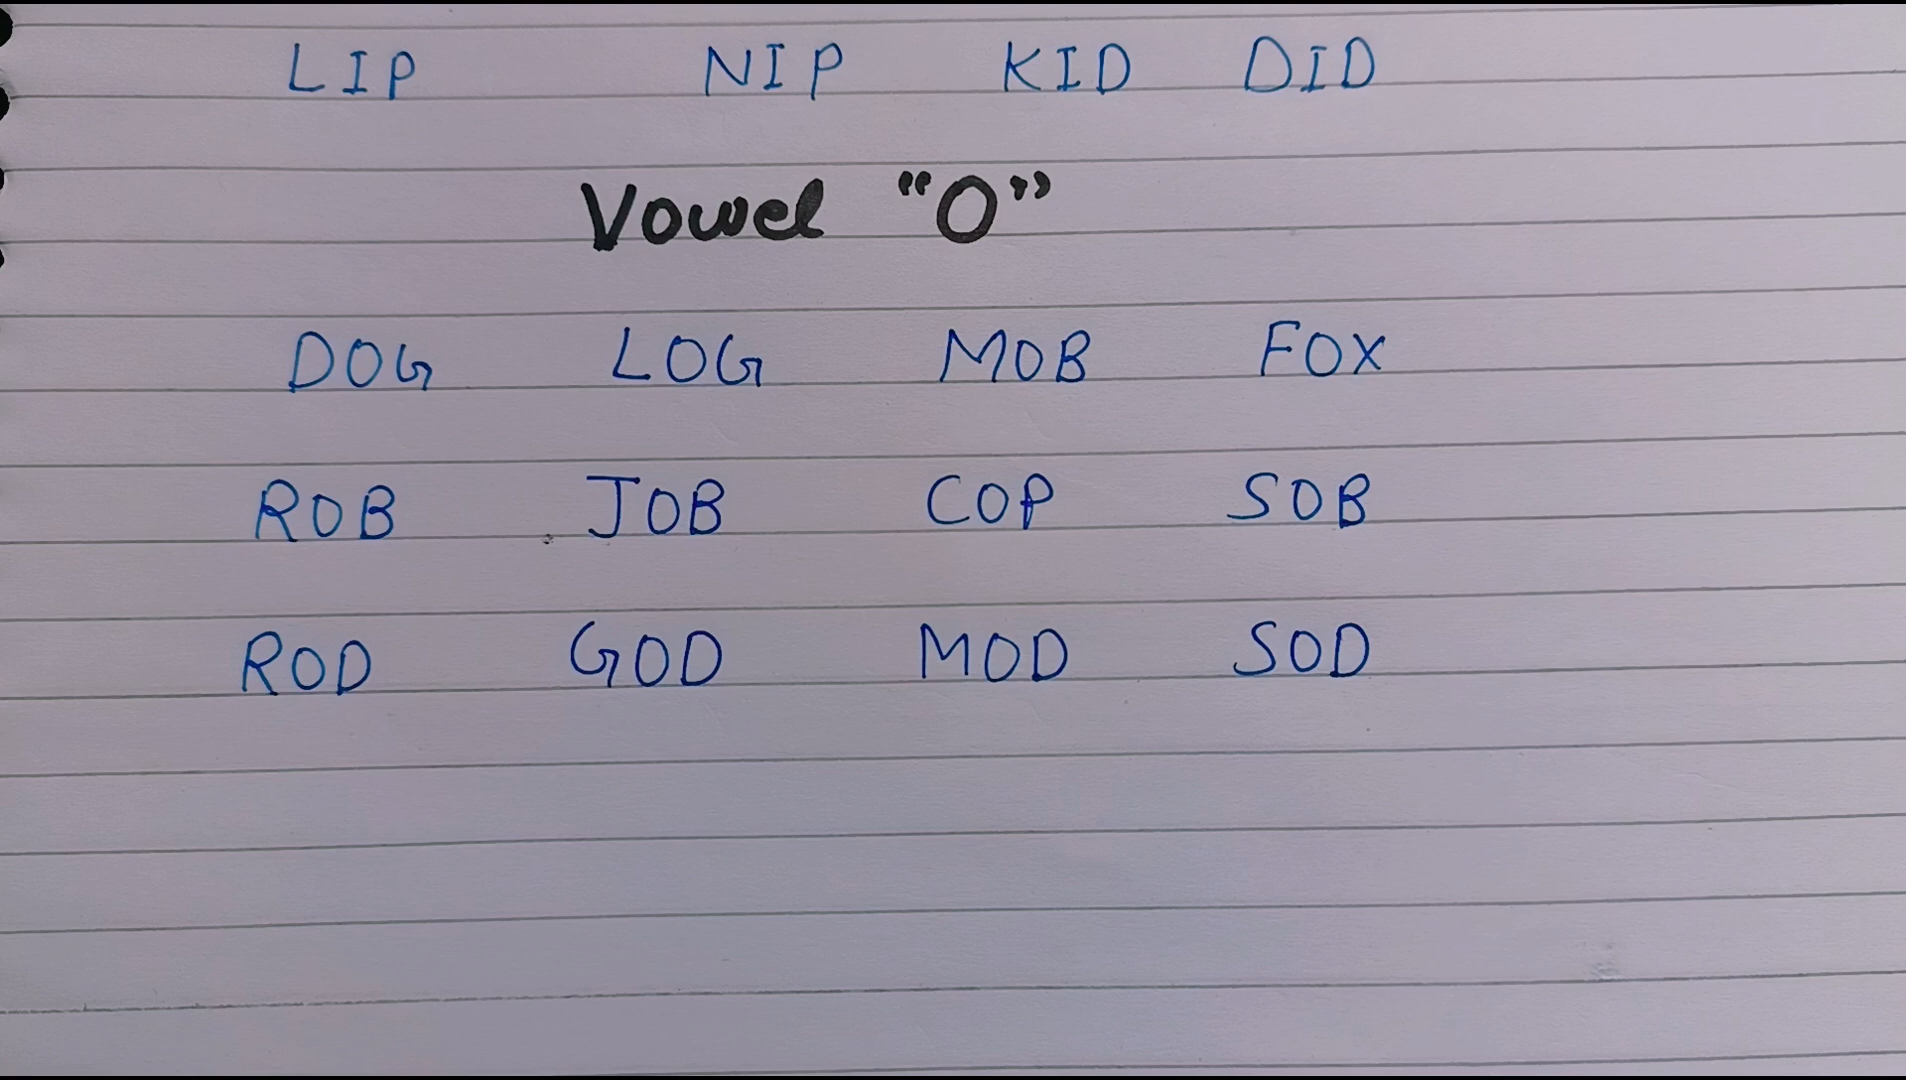 LIP NIP KID DID
Vowel "O"
DOG LOG MOB FOX
ROB JOB COP SOB
ROD GOD MOD SOD